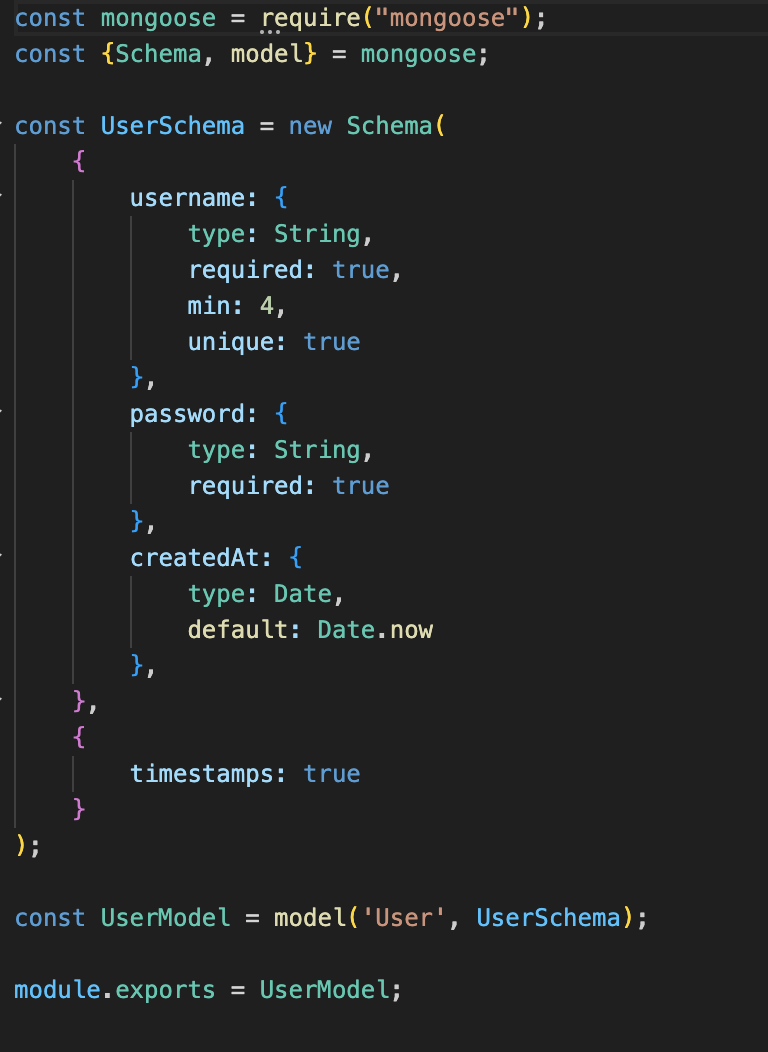 const mongoose = require("mongoose");
const {Schema, model} = mongoose;

const UserSchema = new Schema(
    {
        username: {
            type: String,
            required: true,
            min: 4,
            unique: true
        },
        password: {
            type: String,
            required: true
        },
        createdAt: {
            type: Date,
            default: Date.now
        },
    },
    {
        timestamps: true
    }
);

const UserModel = model('User', UserSchema);

module.exports = UserModel;